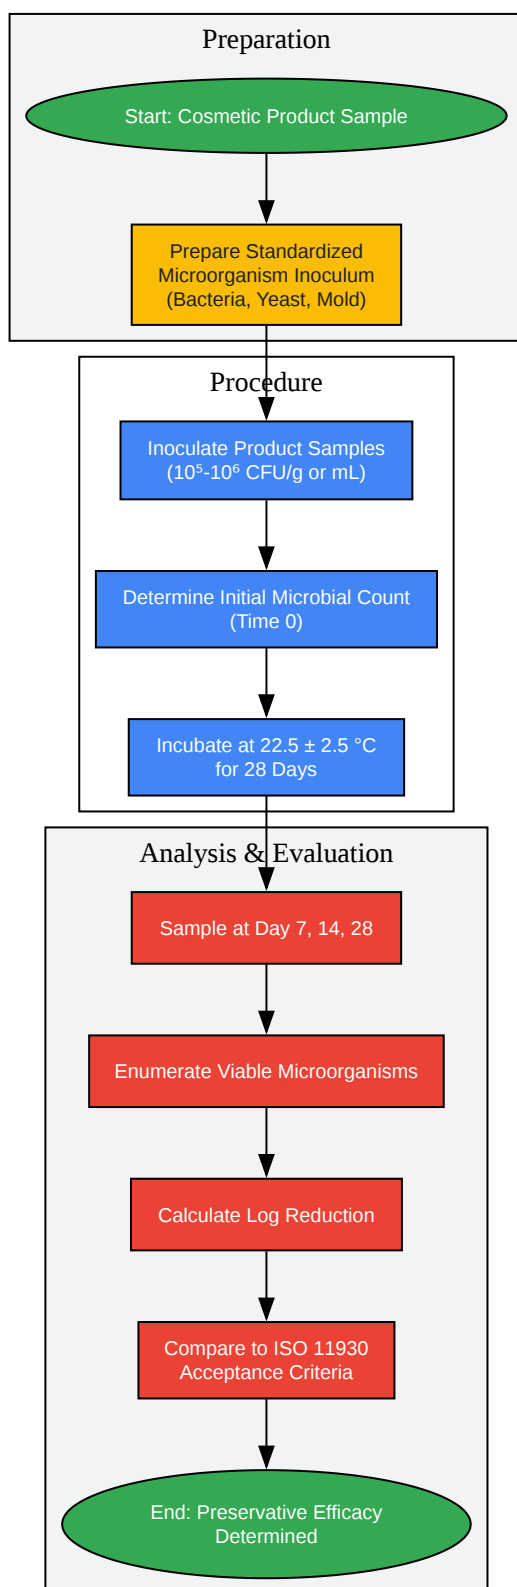 Preparation
Start: Cosmetic Product Sample
Prepare Standardized
Microorganism Inoculum
(Bacteria, Yeast, Mold)
Procedure
Inoculate Product Samples
(10⁵-10⁶ CFU/g or mL)
Determine Initial Microbial Count
(Time 0)
Incubate at 22.5 ± 2.5 °C
for 28 Days
Analysis & Evaluation
Sample at Day 7, 14, 28
Enumerate Viable Microorganisms
Calculate Log Reduction
Compare to ISO 11930
Acceptance Criteria
End: Preservative Efficacy
Determined